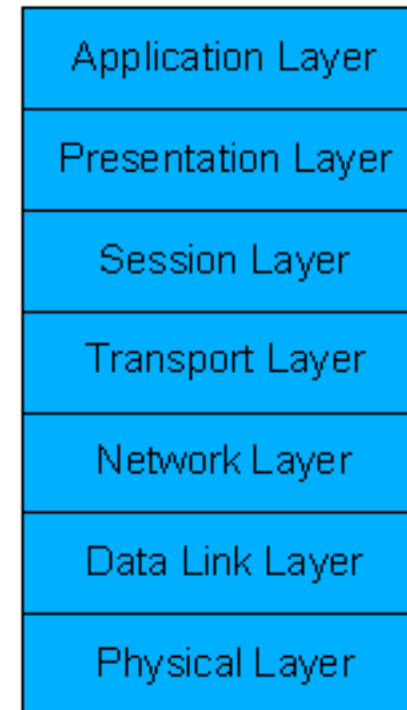 Application Layer
Presentation Layer
Session Layer
Transport Layer
Network Layer
Data Link Layer
Physical Layer